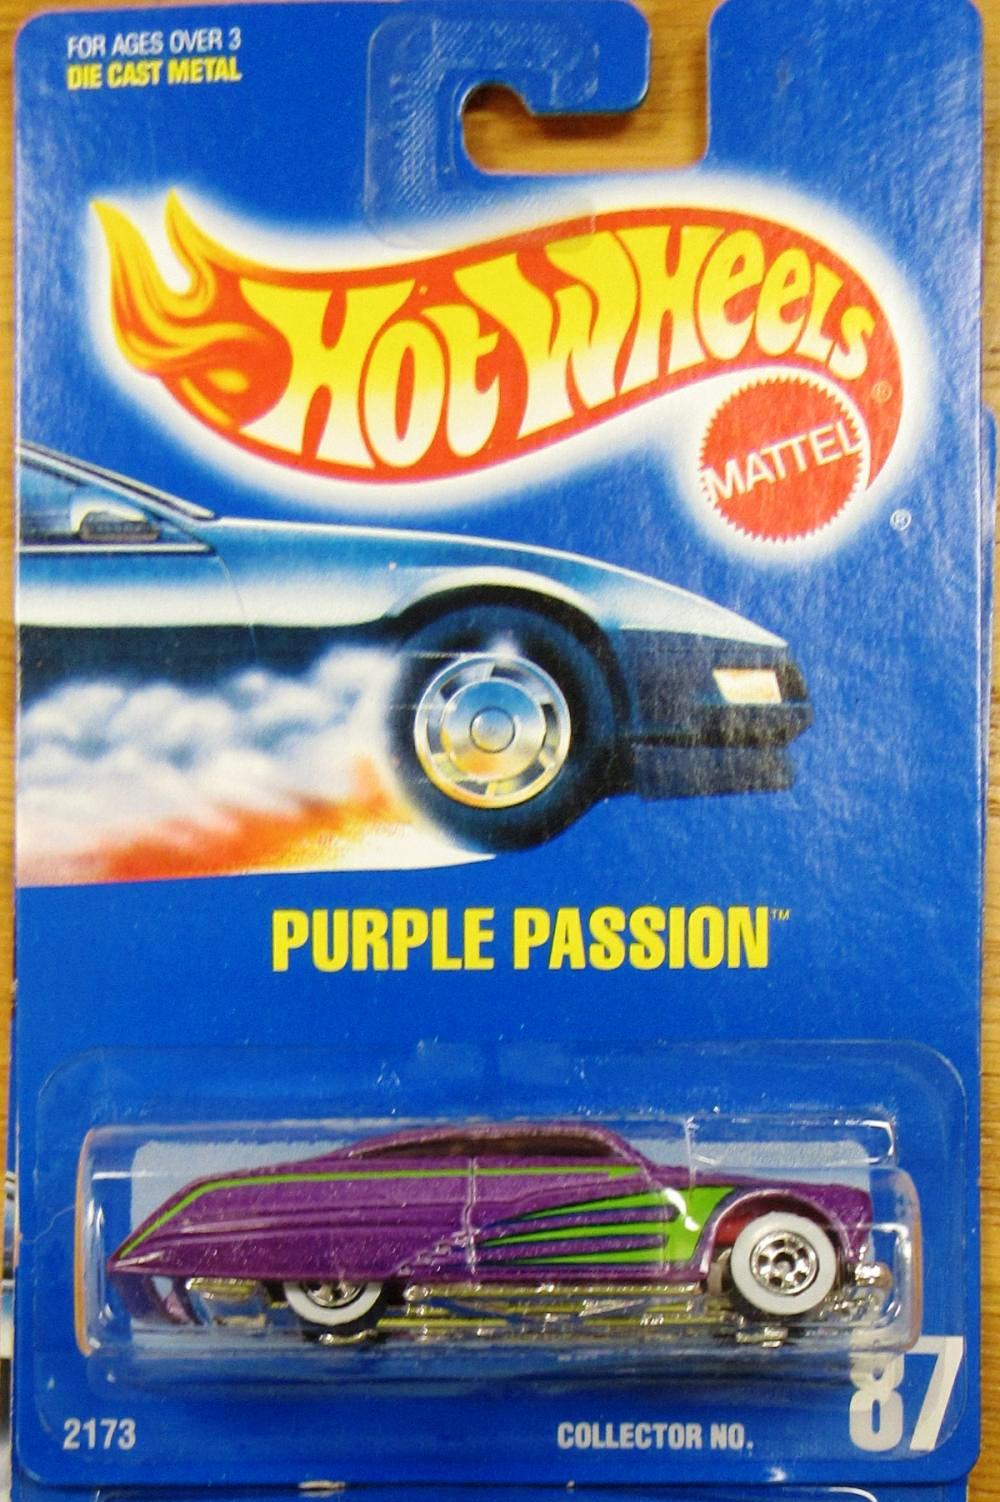 FOR AGES OVER 3
DIE CAST METAL
HOT WHEELS ®
MATTEL
®
PURPLE PASSION™
2173
COLLECTOR NO. 87